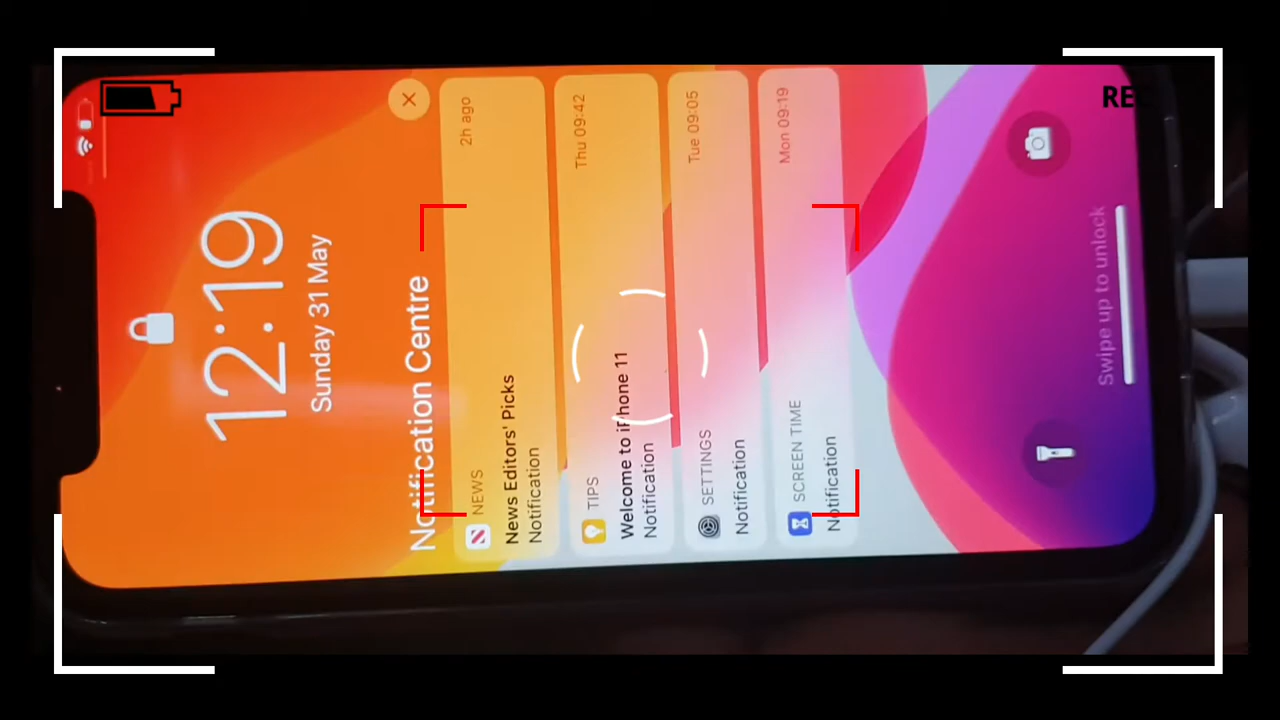 REC
12:19
Sunday 31 May
Notification Centre
NEWS 2h ago
News Editors' Picks
Notification
TIPS Thu 09:42
Welcome to iPhone 11
Notification
SETTINGS Tue 09:05
Notification
SCREEN TIME Mon 09:19
Notification
Swipe up to unlock